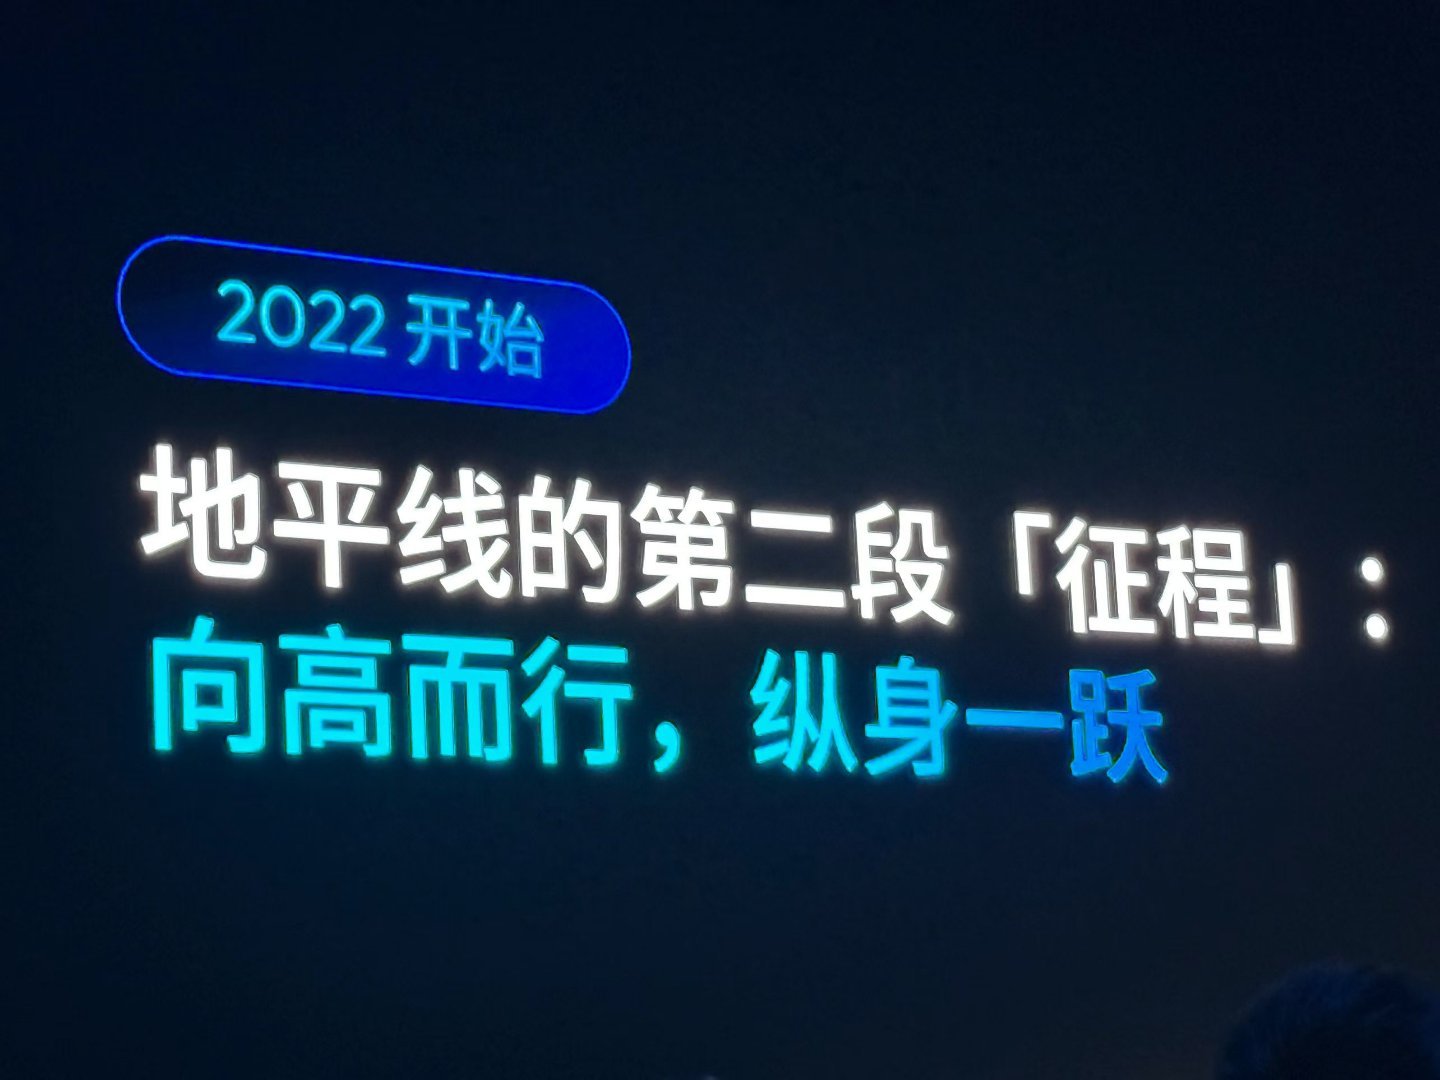 2022 开始
地平线的第二段「征程」：
向高而行，纵身一跃